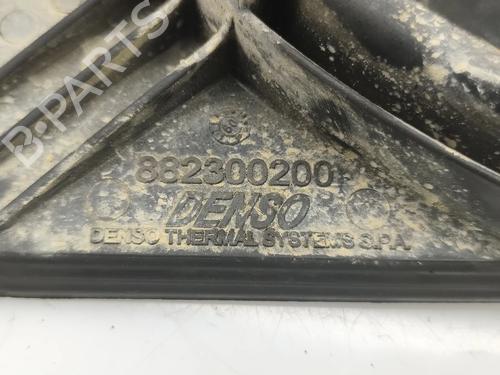 B-PARTS
882300200
DENSO
DENSO THERMAL SYSTEMS S.P.A.